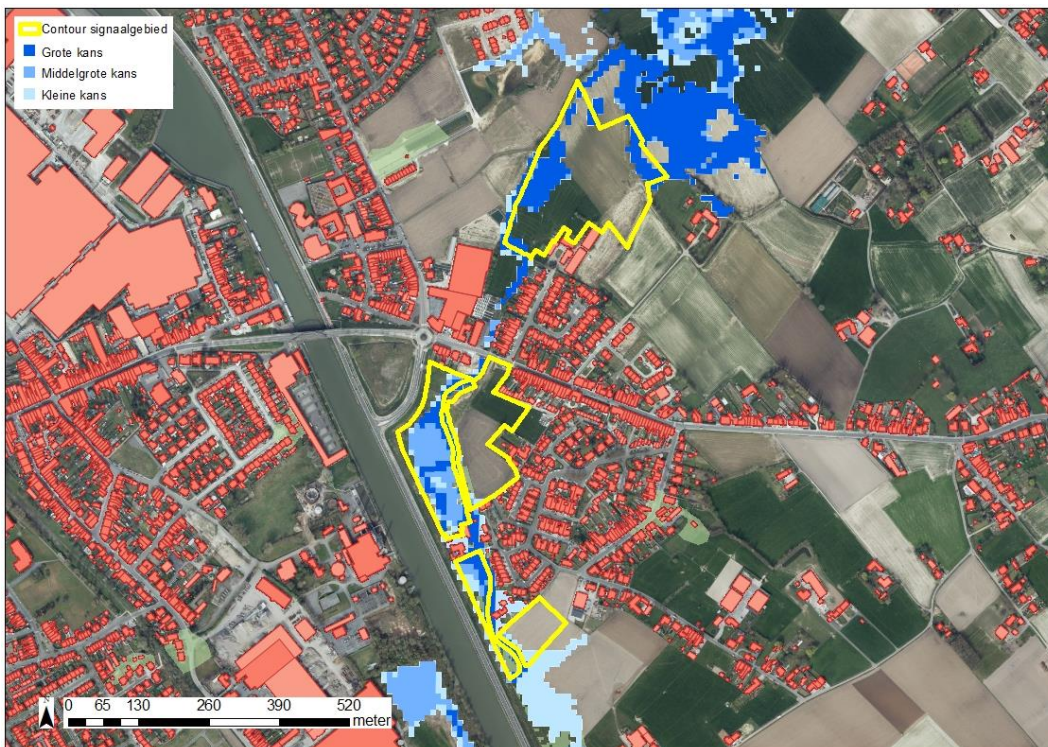 Contour signaalgebied
Grote kans
Middelgrote kans
Kleine kans
0 65 130 260 390 520
meter